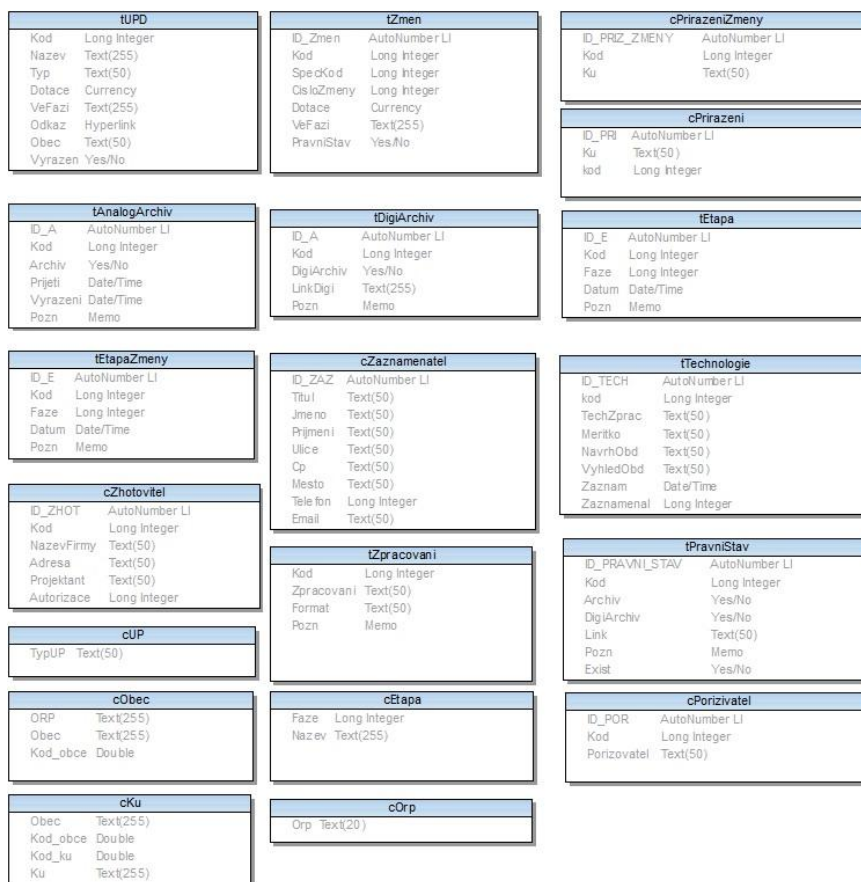 tUPD
Kod Long Integer
Nazev Text(255)
Typ Text(50)
Dotace Currency
VeFazi Text(255)
Odkaz Hyperlink
Obec Text(50)
Vyrazen Yes/No
tZmen
ID_Zmen AutoNumber LI
Kod Long Integer
SpecKod Long Integer
CisloZmeny Long Integer
Dotace Currency
VeFazi Text(255)
PravniStav Yes/No
cPrirazeniZmeny
ID_PRIZ_ZMENY AutoNumber LI
Kod Long Integer
Ku Text(50)
cPrirazeni
ID_PRI AutoNumber LI
Ku Text(50)
kod Long Integer
tAnalogArchiv
ID_A AutoNumber LI
Kod Long Integer
Archiv Yes/No
Prijeti Date/Time
Vyrazeni Date/Time
Pozn Memo
tDigiArchiv
ID_A AutoNumber LI
Kod Long Integer
DigiArchiv Yes/No
LinkDigi Text(255)
Pozn Memo
tEtapa
ID_E AutoNumber LI
Kod Long Integer
Faze Long Integer
Datum Date/Time
Pozn Memo
tEtapaZmeny
ID_E AutoNumber LI
Kod Long Integer
Faze Long Integer
Datum Date/Time
Pozn Memo
cZaznamenatel
ID_ZAZ AutoNumber LI
Titul Text(50)
Jmeno Text(50)
Prijmeni Text(50)
Ulice Text(50)
Cp Text(50)
Mesto Text(50)
Telefon Long Integer
Email Text(50)
tTechnologie
ID_TECH AutoNumber LI
kod Long Integer
TechZprac Text(50)
Meritko Text(50)
NavrhObd Text(50)
VyhledObd Text(50)
Zaznam Date/Time
Zaznamenal Long Integer
cZhotovitel
ID_ZHOT AutoNumber LI
Kod Long Integer
NazevFirmy Text(50)
Adresa Text(50)
Projektant Text(50)
Autorizace Long Integer
tZpracovani
Kod Long Integer
Zpracovani Text(50)
Format Text(50)
Pozn Memo
tPravniStav
ID_PRAVNI_STAV AutoNumber LI
Kod Long Integer
Archiv Yes/No
DigiArchiv Yes/No
Link Text(50)
Pozn Memo
Exist Yes/No
cUP
TypUP Text(50)
cObec
ORP Text(255)
Obec Text(255)
Kod_obce Double
cEtapa
Faze Long Integer
Nazev Text(255)
cPorizivatel
ID_POR AutoNumber LI
Kod Long Integer
Porizovatel Text(50)
cKu
Obec Text(255)
Kod_obce Double
Kod_ku Double
Ku Text(255)
cOrp
Orp Text(20)